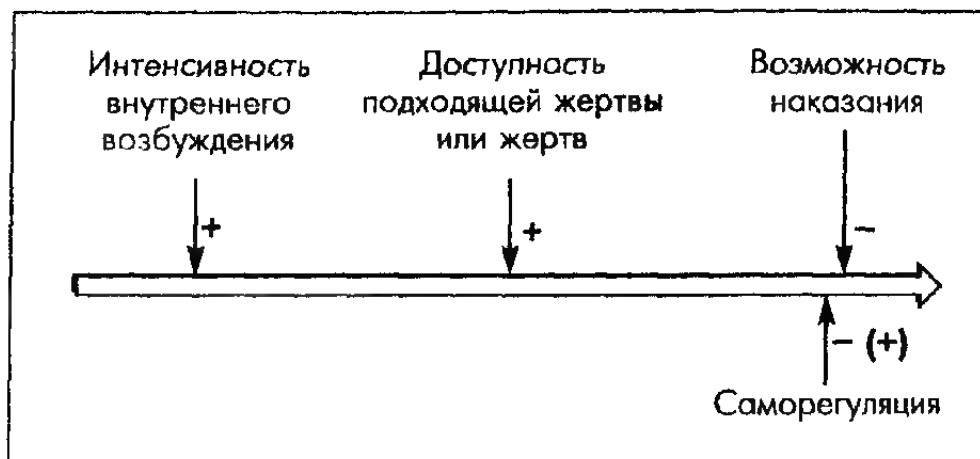 Интенсивность
внутреннего
возбуждения
Доступность
подходящей жертвы
или жертв
Возможность
наказания
+
+
−
− (+)
Саморегуляция